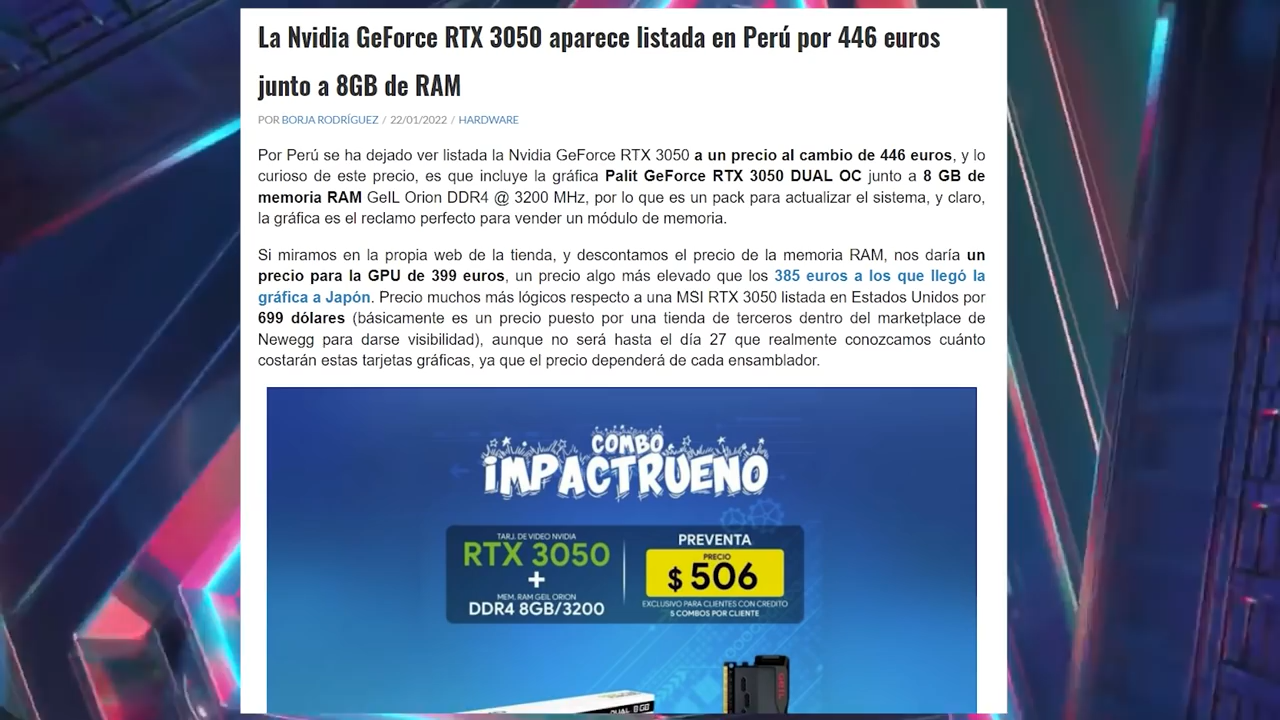 La Nvidia GeForce RTX 3050 aparece listada en Perú por 446 euros
junto a 8GB de RAM
POR BORJA RODRÍGUEZ / 22/01/2022 / HARDWARE
Por Perú se ha dejado ver listada la Nvidia GeForce RTX 3050 a un precio al cambio de 446 euros, y lo
curioso de este precio, es que incluye la gráfica Palit GeForce RTX 3050 DUAL OC junto a 8 GB de
memoria RAM GeIL Orion DDR4 @ 3200 MHz, por lo que es un pack para actualizar el sistema, y claro,
la gráfica es el reclamo perfecto para vender un módulo de memoria.
Si miramos en la propia web de la tienda, y descontamos el precio de la memoria RAM, nos daría un
precio para la GPU de 399 euros, un precio algo más elevado que los 385 euros a los que llegó la
gráfica a Japón. Precio muchos más lógicos respecto a una MSI RTX 3050 listada en Estados Unidos por
699 dólares (básicamente es un precio puesto por una tienda de terceros dentro del marketplace de
Newegg para darse visibilidad), aunque no será hasta el día 27 que realmente conozcamos cuánto
costarán estas tarjetas gráficas, ya que el precio dependerá de cada ensamblador.
COMBO
IMPACTRUENO
TARJ. DE VIDEO NVIDIA
RTX 3050
+
MEM. RAM GEIL ORION
DDR4 8GB/3200
PREVENTA
PRECIO
$ 506
EXCLUSIVO PARA CLIENTES CON CREDITO
5 COMBOS POR CLIENTE
DUAL 8 GB
GEIL